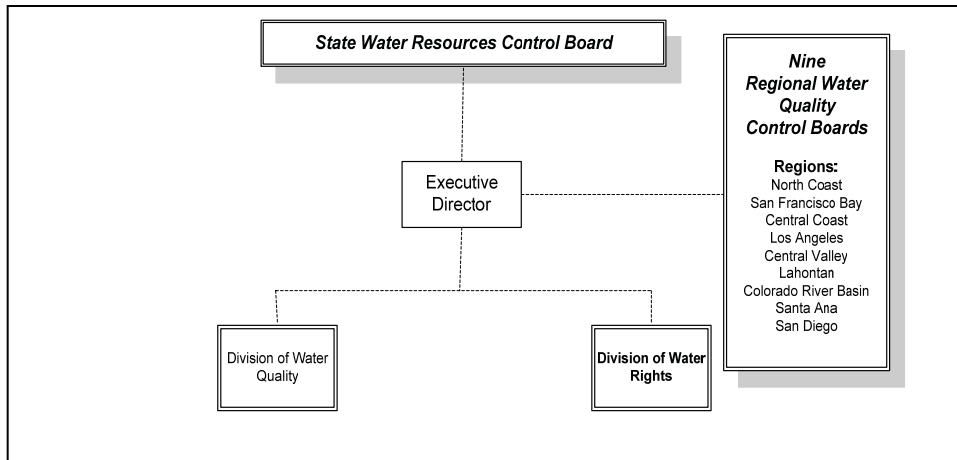 State Water Resources Control Board
Nine
Regional Water
Quality
Control Boards
Regions:
North Coast
San Francisco Bay
Central Coast
Los Angeles
Central Valley
Lahontan
Colorado River Basin
Santa Ana
San Diego
Executive
Director
Division of Water
Quality
Division of Water
Rights